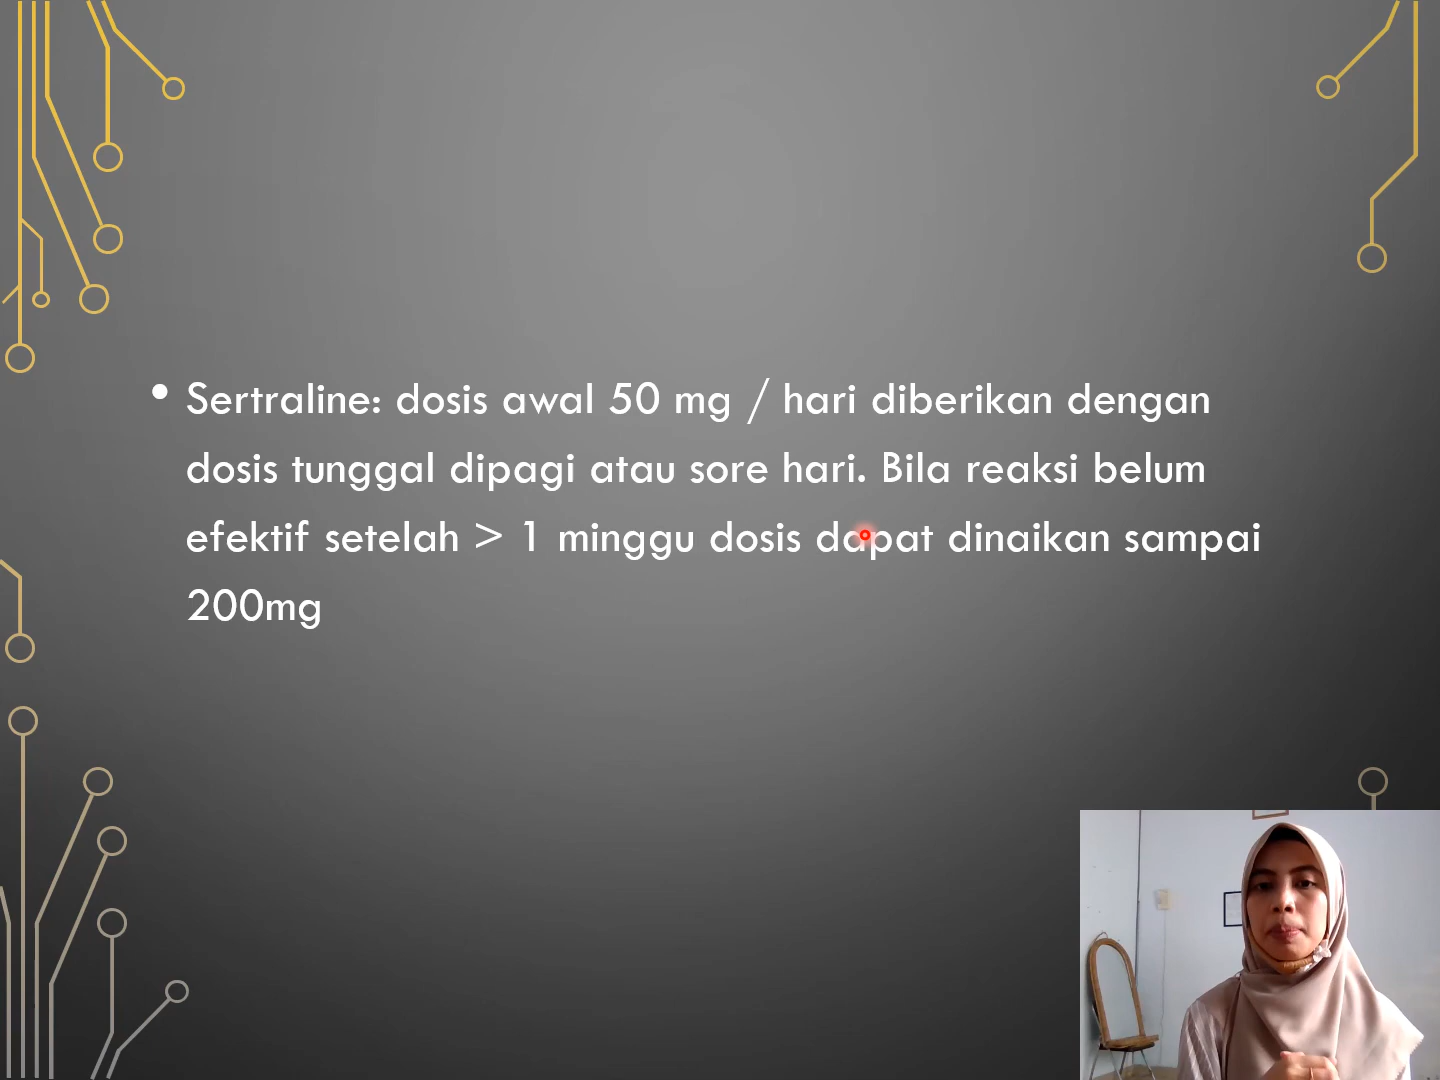 • Sertraline: dosis awal 50 mg / hari diberikan dengan
dosis tunggal dipagi atau sore hari. Bila reaksi belum
efektif setelah > 1 minggu dosis dapat dinaikan sampai
200mg